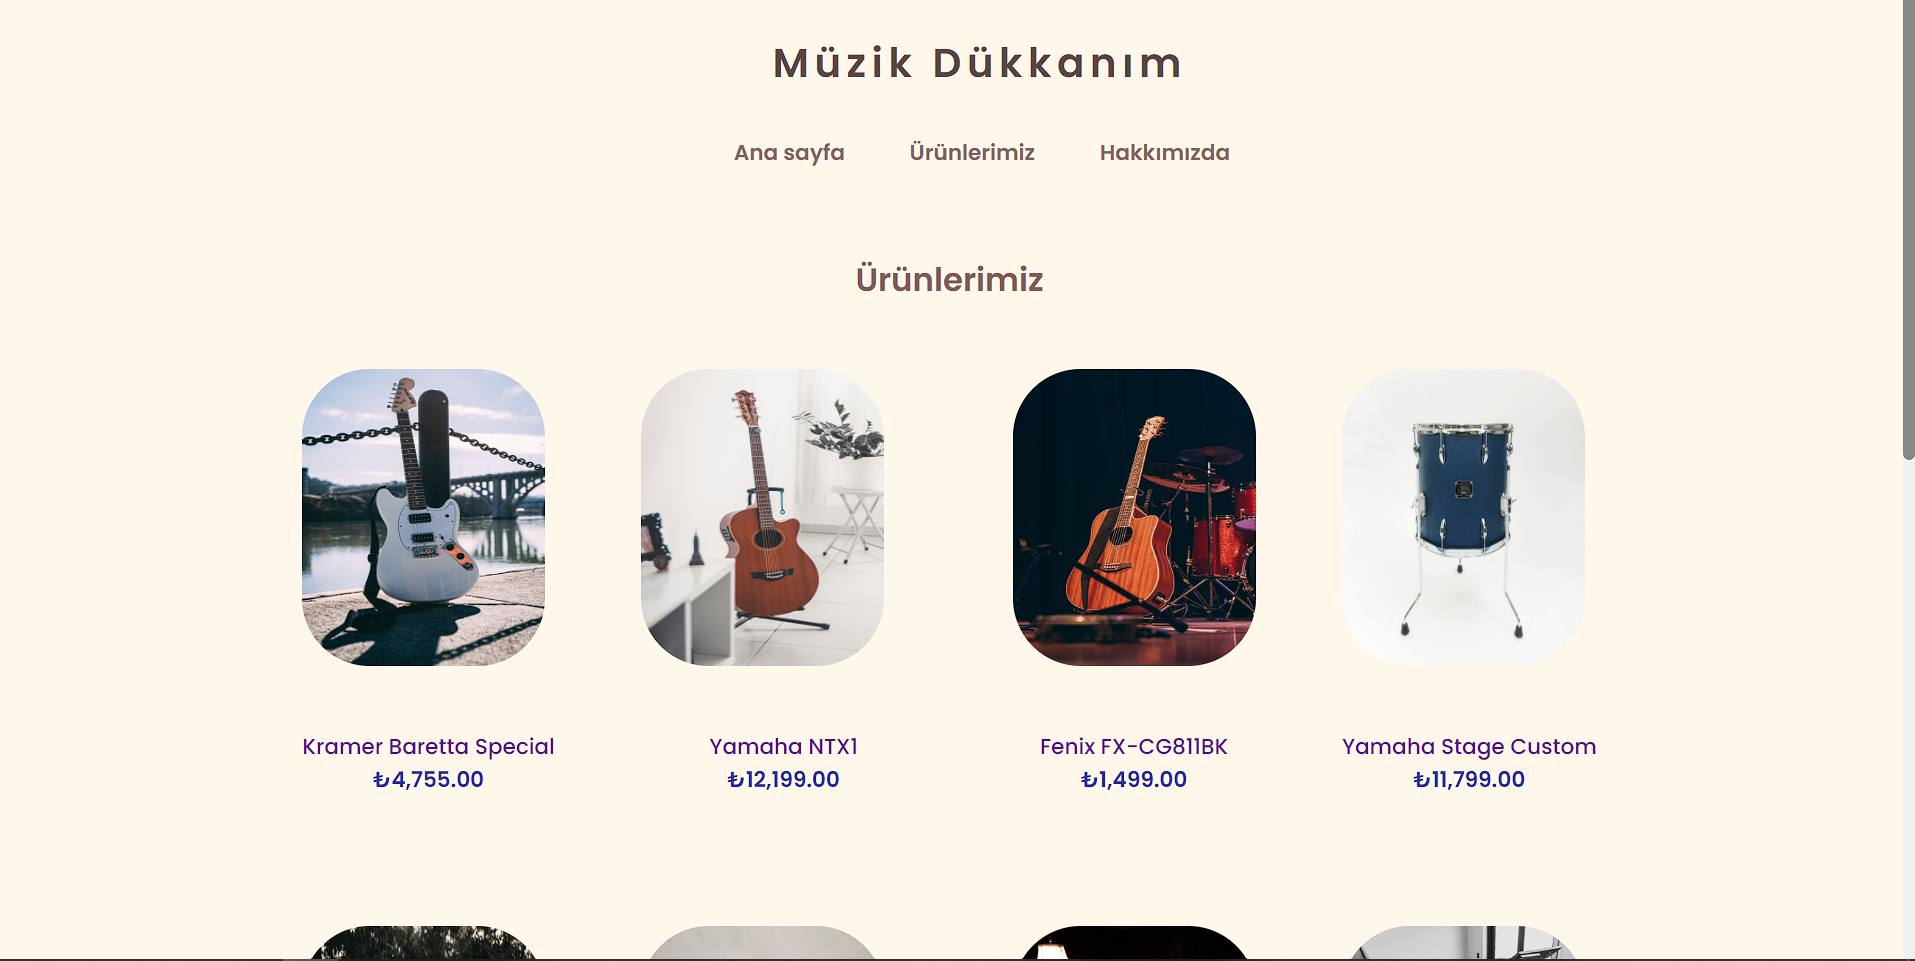 Müzik Dükkanım
Ana sayfa Ürünlerimiz Hakkımızda
Ürünlerimiz
Kramer Baretta Special Yamaha NTX1 Fenix FX-CG811BK Yamaha Stage Custom
₺4,755.00 ₺12,199.00 ₺1,499.00 ₺11,799.00